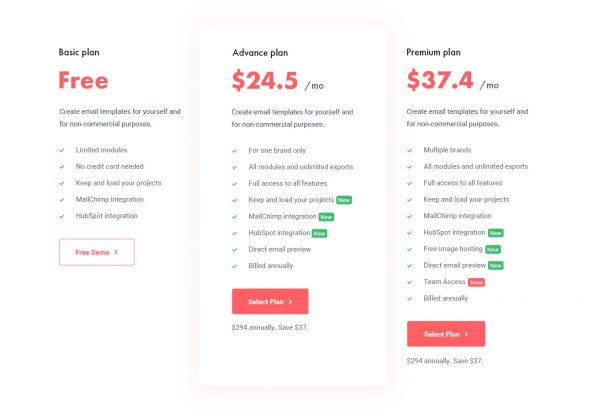 Basic plan
Free
Create email templates for yourself and
for non-commercial purposes.
Limited modules
No credit card needed
Keep and load your projects
MailChimp integration
HubSpot integration
Free Demo
Advance plan
$24.5 /mo
Create email templates for yourself and
for non-commercial purposes.
For one brand only
All modules and unlimited exports
Full access to all features
Keep and load your projects New
MailChimp integration New
HubSpot integration New
Direct email preview
Billed annually
Select Plan
$294 annually. Save $37.
Premium plan
$37.4 /mo
Create email templates for yourself and
for non-commercial purposes.
Multiple brands
All modules and unlimited exports
Full access to all features
Keep and load your projects
MailChimp integration
HubSpot integration New
Free image hosting New
Direct email preview New
Team Access Soon
Billed annually
Select Plan
$294 annually. Save $37.